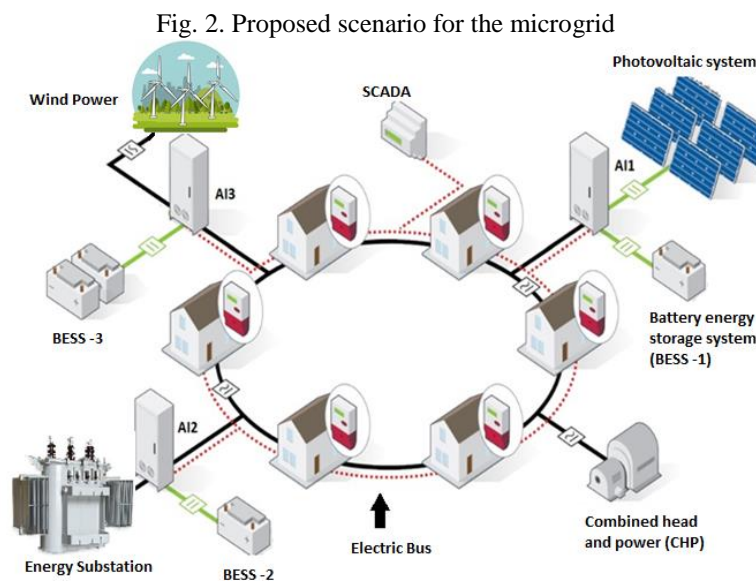 Fig. 2. Proposed scenario for the microgrid
Photovoltaic system
Wind Power
SCADA
AI3
AI1
BESS -3
Battery energy
storage system
(BESS -1)
AI2
Energy Substation
BESS -2
Electric Bus
Combined head
and power (CHP)